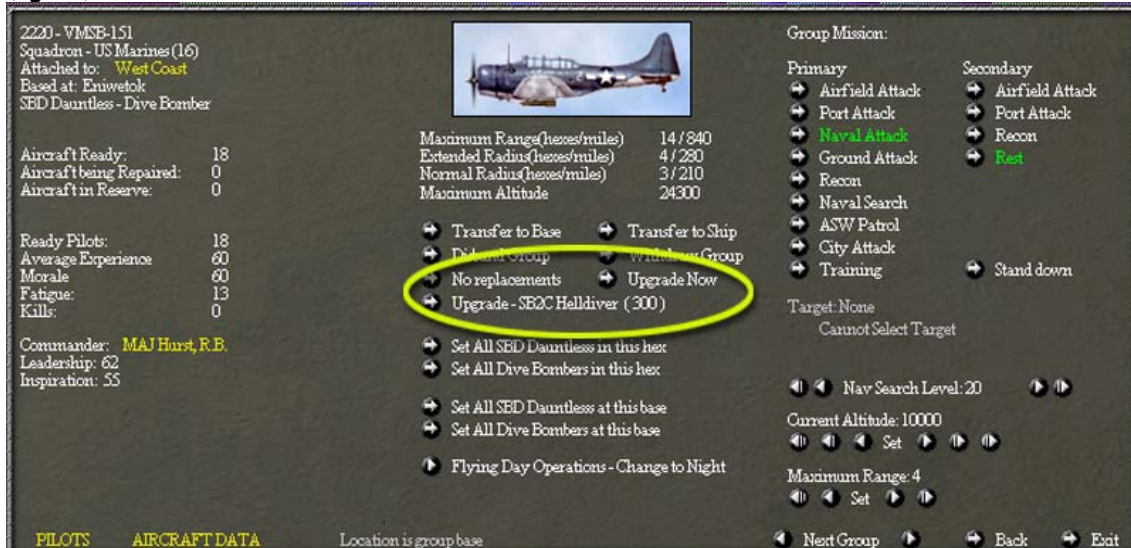 2220 - VMSB-151
Squadron - US Marines (16)
Attached to: West Coast
Based at: Eniwetok
SBD Dauntless - Dive Bomber
Aircraft Ready: 18
Aircraft being Repaired: 0
Aircraft in Reserve: 0
Ready Pilots: 18
Average Experience 60
Morale 60
Fatigue: 13
Kills: 0
Commander: MAJ Hurst, R.B.
Leadership: 62
Inspiration: 55
PILOTS AIRCRAFT DATA
Maximum Range(hexes/miles) 14 / 840
Extended Radius(hexes/miles) 4 / 280
Normal Radius(hexes/miles) 3 / 210
Maximum Altitude 24300
Transfer to Base Transfer to Ship
Disband Group Withdraw Group
No replacements Upgrade Now
Upgrade - SB2C Helldiver ( 300 )
Set All SBD Dauntlesss in this hex
Set All Dive Bombers in this hex
Set All SBD Dauntlesss at this base
Set All Dive Bombers at this base
Flying Day Operations - Change to Night
Location is group base
Group Mission:
Primary Secondary
Airfield Attack Airfield Attack
Port Attack Port Attack
Naval Attack Recon
Ground Attack Rest
Recon
Naval Search
ASW Patrol
City Attack
Training Stand down
Target: None
Cannot Select Target
Nav Search Level: 20
Current Altitude: 10000
Set
Maximum Range: 4
Set
Next Group Back Exit